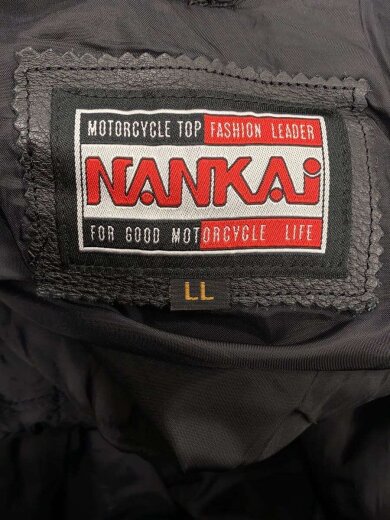 MOTORCYCLE TOP FASHION LEADER
NANKAi
FOR GOOD MOTORCYCLE LIFE
LL